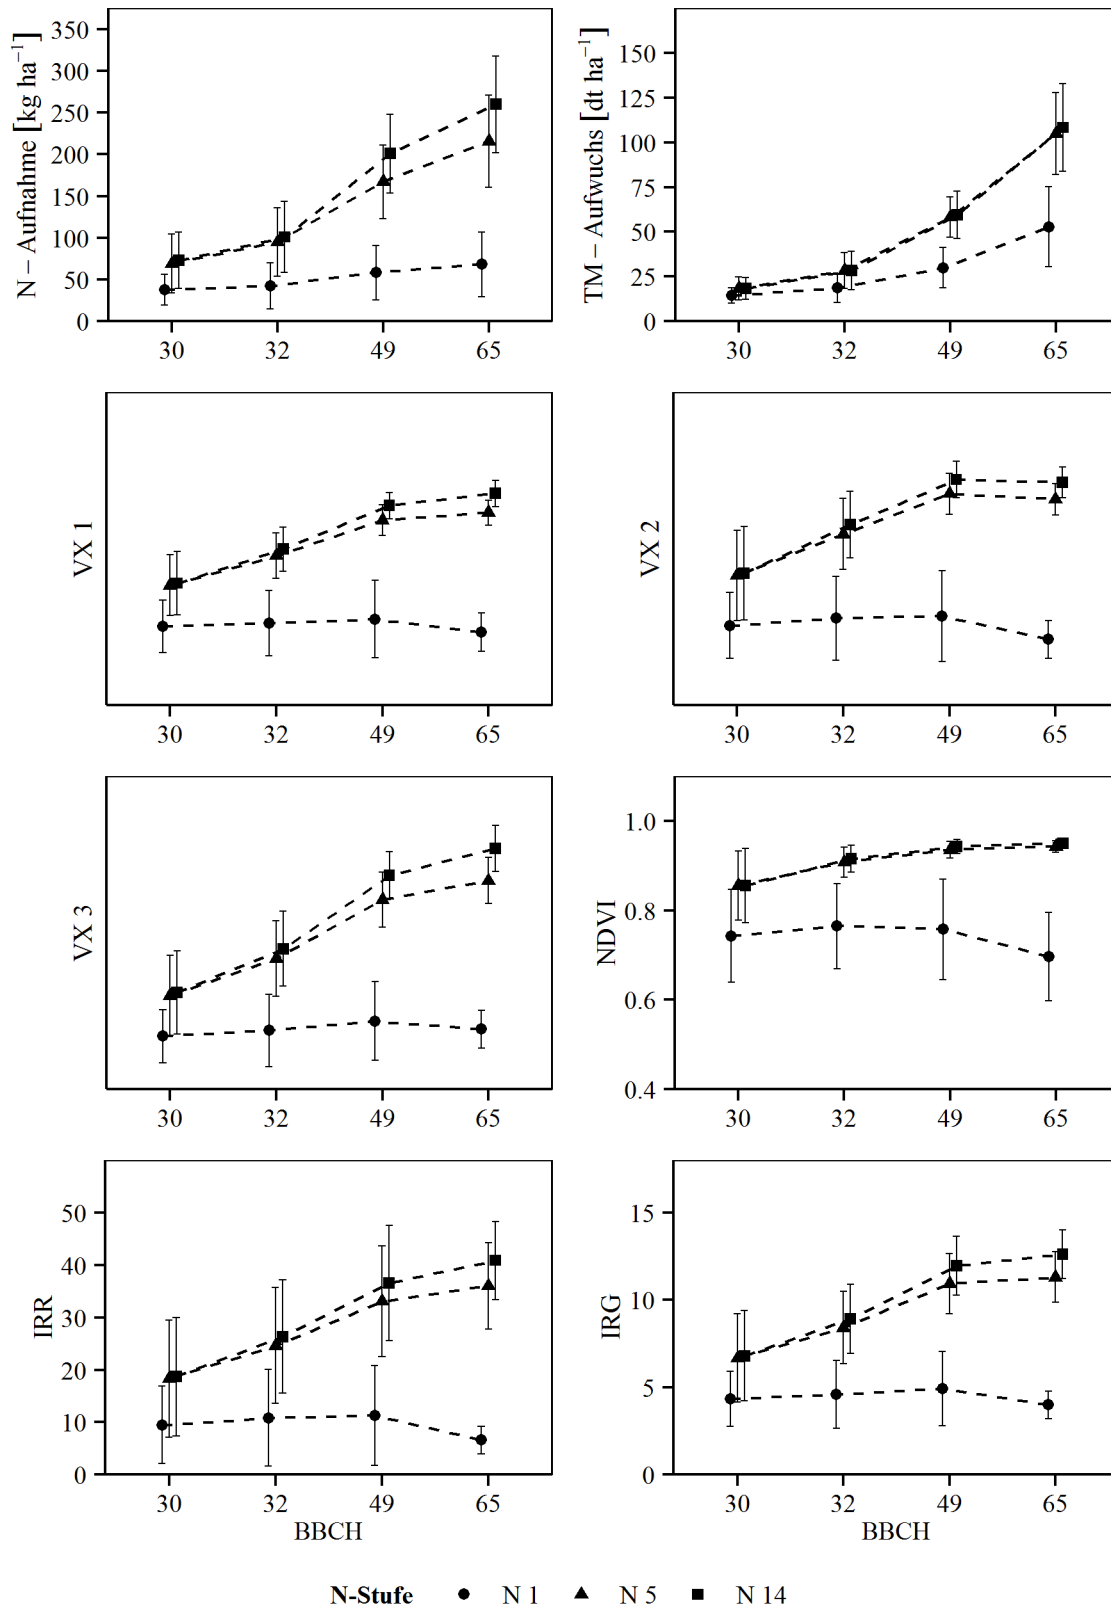 N – Aufnahme [kg ha⁻¹]
350
300
250
200
150
100
50
0
30 32 49 65
TM – Aufwuchs [dt ha⁻¹]
150
125
100
75
50
25
0
30 32 49 65
VX 1
30 32 49 65
VX 2
30 32 49 65
VX 3
30 32 49 65
NDVI
1.0
0.8
0.6
0.4
30 32 49 65
IRR
50
40
30
20
10
0
30 32 49 65
BBCH
IRG
15
10
5
0
30 32 49 65
BBCH
N-Stufe N 1 N 5 N 14